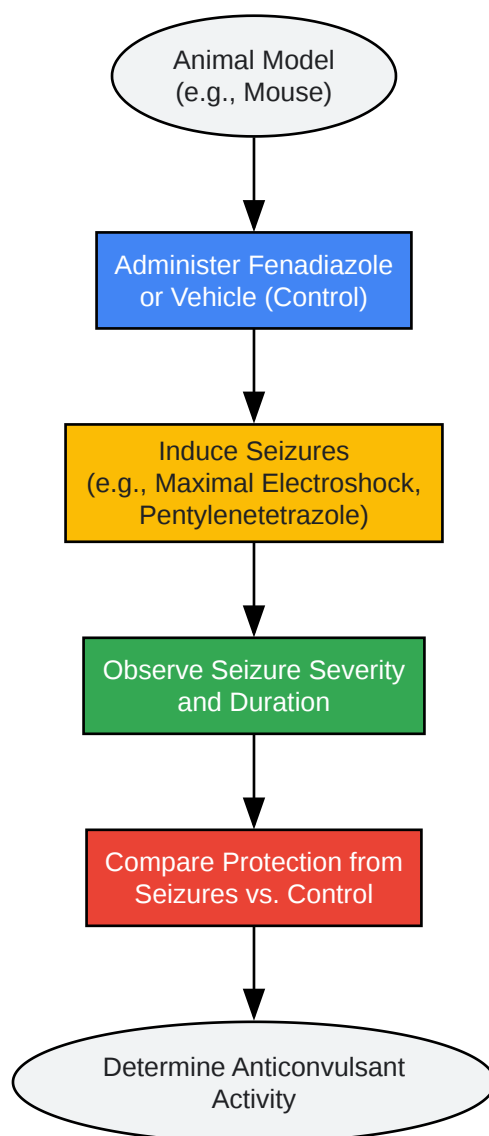 Animal Model
(e.g., Mouse)
Administer Fenadiazole
or Vehicle (Control)
Induce Seizures
(e.g., Maximal Electroshock,
Pentylenetetrazole)
Observe Seizure Severity
and Duration
Compare Protection from
Seizures vs. Control
Determine Anticonvulsant
Activity